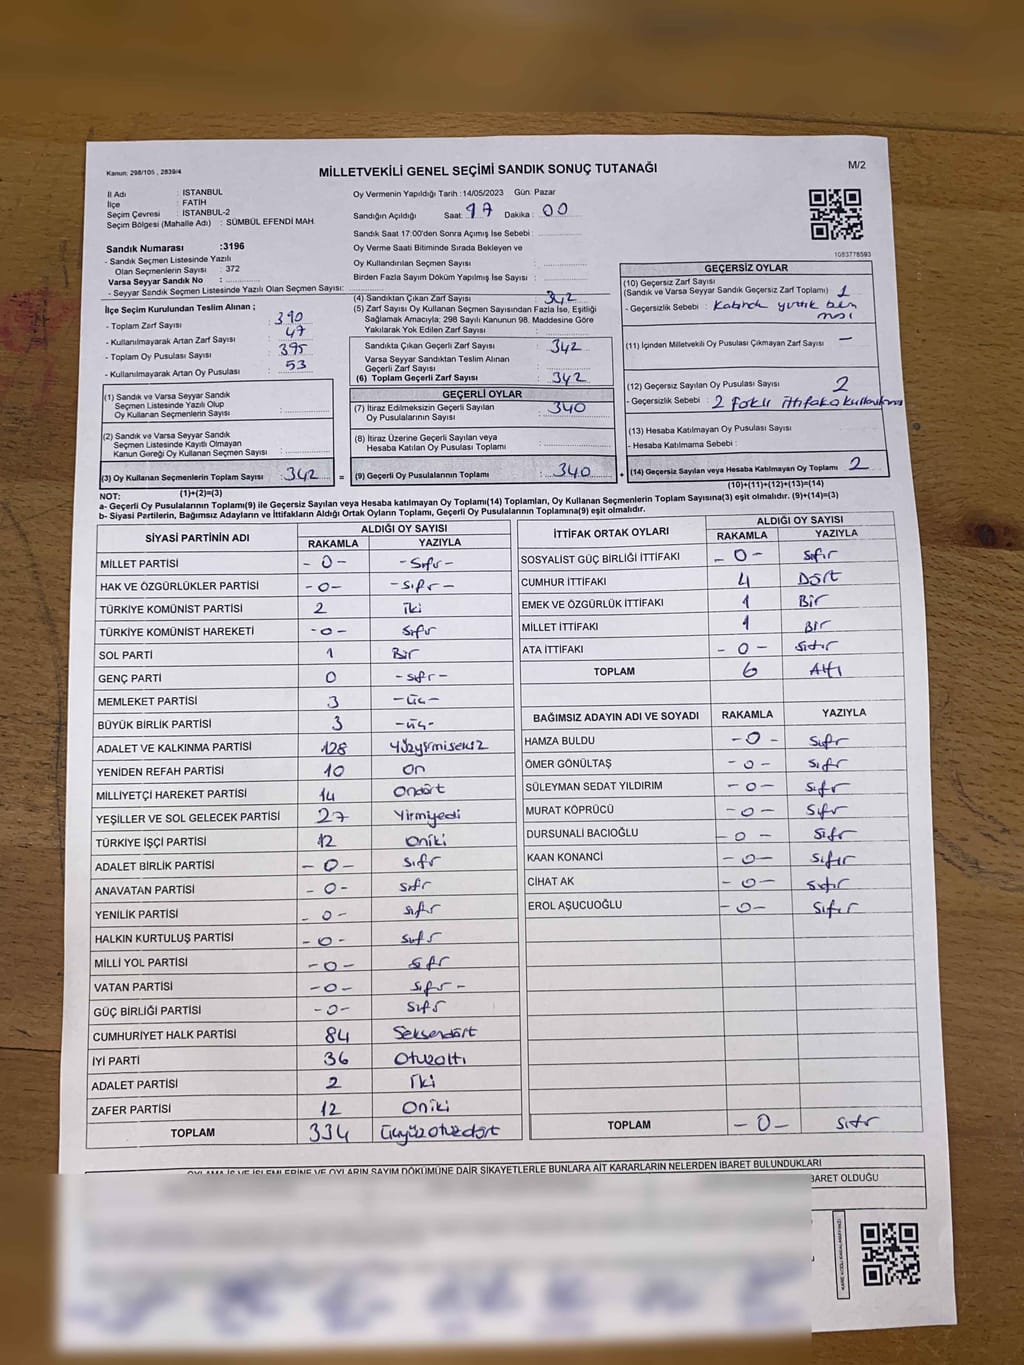 Kanun; 298/105 , 2839/4
MİLLETVEKİLİ GENEL SEÇİMİ SANDIK SONUÇ TUTANAĞI
M/2
İl Adı : İSTANBUL
İlçe : FATİH
Seçim Çevresi : İSTANBUL-2
Seçim Bölgesi (Mahalle Adı) : SÜMBÜL EFENDİ MAH.
Sandık Numarası :3196
- Sandık Seçmen Listesinde Yazılı
Olan Seçmenlerin Sayısı : 372
Varsa Seyyar Sandık No :
- Seyyar Sandık Seçmen Listesinde Yazılı Olan Seçmen Sayısı:
İlçe Seçim Kurulundan Teslim Alınan ;
- Toplam Zarf Sayısı : 390
- Kullanılmayarak Artan Zarf Sayısı : 47
- Toplam Oy Pusulası Sayısı : 395
- Kullanılmayarak Artan Oy Pusulası : 53
(1) Sandık ve Varsa Seyyar Sandık
Seçmen Listesinde Yazılı Olup
Oy Kullanan Seçmenlerin Sayısı :
(2) Sandık ve Varsa Seyyar Sandık
Seçmen Listesinde Kayıtlı Olmayan
Kanun Gereği Oy Kullanan Seçmen Sayısı :
(3) Oy Kullanan Seçmenlerin Toplam Sayısı : 342
(1)+(2)=(3)
Oy Vermenin Yapıldığı Tarih :14/05/2023 Gün: Pazar
Sandığın Açıldığı Saat: 17 Dakika : 00
Sandık Saat 17:00'den Sonra Açımış İse Sebebi :
Oy Verme Saati Bitiminde Sırada Bekleyen ve
Oy Kullandırılan Seçmen Sayısı :
Birden Fazla Sayım Döküm Yapılmış İse Sayısı :
(4) Sandıktan Çıkan Zarf Sayısı : 342
(5) Zarf Sayısı Oy Kullanan Seçmen Sayısından Fazla İse, Eşitliği
Sağlamak Amacıyla; 298 Sayılı Kanunun 98. Maddesine Göre
Yakılarak Yok Edilen Zarf Sayısı :
Sandıkta Çıkan Geçerli Zarf Sayısı : 342
Varsa Seyyar Sandıktan Teslim Alınan
Geçerli Zarf Sayısı :
(6) Toplam Geçerli Zarf Sayısı : 342
GEÇERLİ OYLAR
(7) İtiraz Edilmeksizin Geçerli Sayılan
Oy Pusulalarının Sayısı : 340
(8) İtiraz Üzerine Geçerli Sayılan veya
Hesaba Katılan Oy Pusulası Toplamı :
= (9) Geçerli Oy Pusulalarının Toplamı : 340
1083778593
GEÇERSİZ OYLAR
(10) Geçersiz Zarf Sayısı
(Sandık ve Varsa Seyyar Sandık Geçersiz Zarf Toplamı) : 1
- Geçersizlik Sebebi :
(11) İçinden Milletvekili Oy Pusulası Çıkmayan Zarf Sayısı : –
(12) Geçersiz Sayılan Oy Pusulası Sayısı : 2
- Geçersizlik Sebebi : 2 Farklı ittifaka
(13) Hesaba Katılmayan Oy Pusulası Sayısı :
- Hesaba Katılmama Sebebi :
+ (14) Geçersiz Sayılan veya Hesaba Katılmayan Oy Toplamı : 2
(10)+(11)+(12)+(13)=(14)
NOT:
a- Geçerli Oy Pusulalarının Toplamı(9) ile Geçersiz Sayılan veya Hesaba katılmayan Oy Toplamı(14) Toplamları, Oy Kullanan Seçmenlerin Toplam Sayısına(3) eşit olmalıdır. (9)+(14)=(3)
b- Siyasi Partilerin, Bağımsız Adayların ve İttifakların Aldığı Ortak Oyların Toplamı, Geçerli Oy Pusulalarının Toplamına(9) eşit olmalıdır.
SİYASİ PARTİNİN ADI ALDIĞI OY SAYISI
RAKAMLA YAZIYLA
MİLLET PARTİSİ - 0 - - Sıfır -
HAK VE ÖZGÜRLÜKLER PARTİSİ - 0 - - Sıfır -
TÜRKİYE KOMÜNİST PARTİSİ 2 iki
TÜRKİYE KOMÜNİST HAREKETİ - 0 - Sıfır
SOL PARTİ 1 Bir
GENÇ PARTİ 0 - Sıfır -
MEMLEKET PARTİSİ 3 - üç -
BÜYÜK BİRLİK PARTİSİ 3 - üç -
ADALET VE KALKINMA PARTİSİ 128 Yüzyirmisekiz
YENİDEN REFAH PARTİSİ 10 On
MİLLİYETÇİ HAREKET PARTİSİ 14 Ondört
YEŞİLLER VE SOL GELECEK PARTİSİ 27 Yirmiyedi
TÜRKİYE İŞÇİ PARTİSİ 12 Oniki
ADALET BİRLİK PARTİSİ - 0 - Sıfır
ANAVATAN PARTİSİ - 0 - Sıfır
YENİLİK PARTİSİ - 0 - Sıfır
HALKIN KURTULUŞ PARTİSİ - 0 - Sıfır
MİLLİ YOL PARTİSİ - 0 - Sıfır
VATAN PARTİSİ - 0 - Sıfır -
GÜÇ BİRLİĞİ PARTİSİ - 0 - Sıfır
CUMHURİYET HALK PARTİSİ 84 Seksendört
İYİ PARTİ 36 Otuzaltı
ADALET PARTİSİ 2 İki
ZAFER PARTİSİ 12 Oniki
TOPLAM 334 Üçyüzotuzdört
İTTİFAK ORTAK OYLARI ALDIĞI OY SAYISI
RAKAMLA YAZIYLA
SOSYALİST GÜÇ BİRLİĞİ İTTİFAKI - 0 - Sıfır
CUMHUR İTTİFAKI 4 Dört
EMEK VE ÖZGÜRLÜK İTTİFAKI 1 Bir
MİLLET İTTİFAKI 1 Bir
ATA İTTİFAKI - 0 - Sıfır
TOPLAM 6 Altı
BAĞIMSIZ ADAYIN ADI VE SOYADI RAKAMLA YAZIYLA
HAMZA BULDU - 0 - Sıfır
ÖMER GÖNÜLTAŞ - 0 - Sıfır
SÜLEYMAN SEDAT YILDIRIM - 0 - Sıfır
MURAT KÖPRÜCÜ - 0 - Sıfır
DURSUNALİ BACIOĞLU - 0 - Sıfır
KAAN KONANCİ - 0 - Sıfır
CİHAT AK - 0 - Sıfır
EROL AŞUCUOĞLU - 0 - Sıfır
TOPLAM - 0 - Sıfır
OYLAMA İŞ VE İŞLEMLERİNE VE OYLARIN SAYIM DÖKÜMÜNE DAİR ŞİKAYETLERLE BUNLARA AİT KARARLARIN NELERDEN İBARET BULUNDUKLARI
BARET OLDUĞU